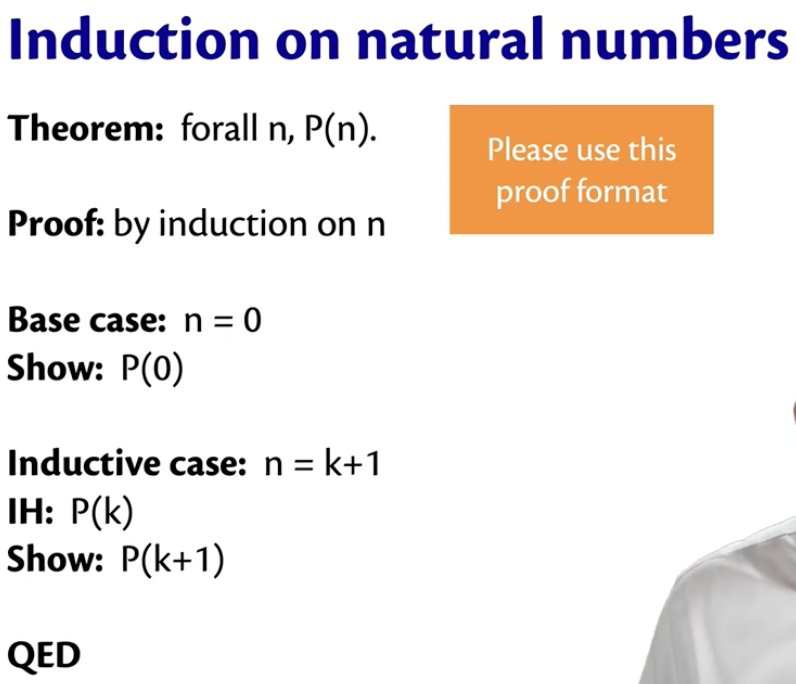 Induction on natural numbers
Theorem: forall n, P(n).
Please use this
proof format
Proof: by induction on n
Base case: n = 0
Show: P(0)
Inductive case: n = k+1
IH: P(k)
Show: P(k+1)
QED